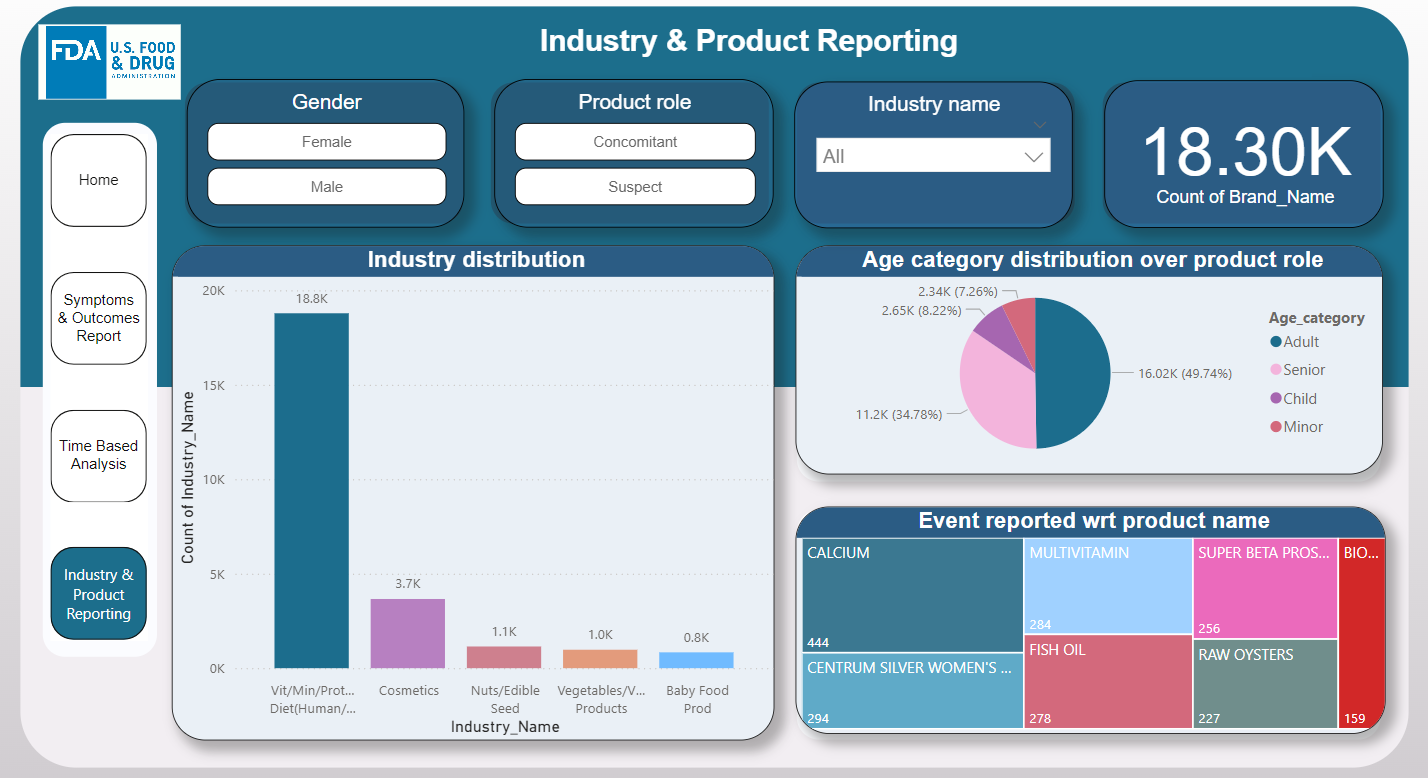 FDA
U.S. FOOD
& DRUG
ADMINISTRATION
Industry & Product Reporting
Gender
Female
Male
Product role
Concomitant
Suspect
Industry name
All
18.30K
Count of Brand_Name
Home
Symptoms
& Outcomes
Report
Time Based
Analysis
Industry &
Product
Reporting
Industry distribution
Count of Industry_Name
20K
15K
10K
5K
0K
18.8K
3.7K
1.1K
1.0K
0.8K
Vit/Min/Prot...
Diet(Human/...
Cosmetics
Nuts/Edible
Seed
Vegetables/V...
Products
Baby Food
Prod
Industry_Name
Age category distribution over product role
2.34K (7.26%)
2.65K (8.22%)
11.2K (34.78%)
16.02K (49.74%)
Age_category
Adult
Senior
Child
Minor
Event reported wrt product name
CALCIUM
444
CENTRUM SILVER WOMEN'S ...
294
MULTIVITAMIN
284
FISH OIL
278
SUPER BETA PROS...
256
RAW OYSTERS
227
BIO...
159